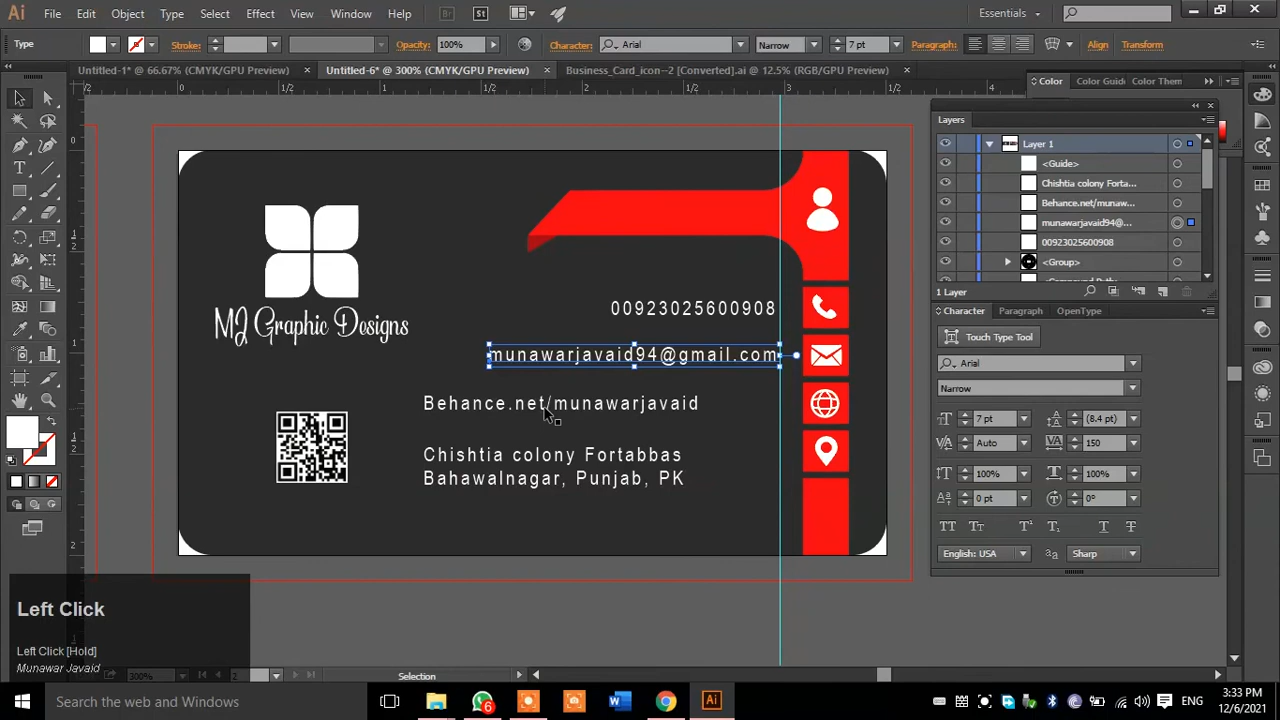 Ai File Edit Object Type Select Effect View Window Help Br St Essentials
Type Stroke: Opacity: 100% Character: Arial Narrow 7 pt Paragraph: Align Transform
Untitled-1* @ 66.67% (CMYK/GPU Preview) × Untitled-6* @ 300% (CMYK/GPU Preview) × Business_Card_icon--2 [Converted].ai @ 12.5% (RGB/GPU Preview) ×
Color Color Guide Color Them
Layers
Layer 1
<Guide>
Chishtia colony Forta...
Behance.net/munaw...
munawarjavaid94@...
00923025600908
<Group>
1 Layer
Character Paragraph OpenType
Touch Type Tool
Arial
Narrow
7 pt (8.4 pt)
Auto 150
100% 100%
0 pt 0°
English: USA Sharp
MJ Graphic Designs
00923025600908
munawarjavaid94@gmail.com
Behance.net/munawarjavaid
Chishtia colony Fortabbas
Bahawalnagar, Punjab, PK
Left Click
Left Click [Hold]
Munawar Javaid
300% 2 Selection
Search the web and Windows
6
ENG
3:33 PM
12/6/2021